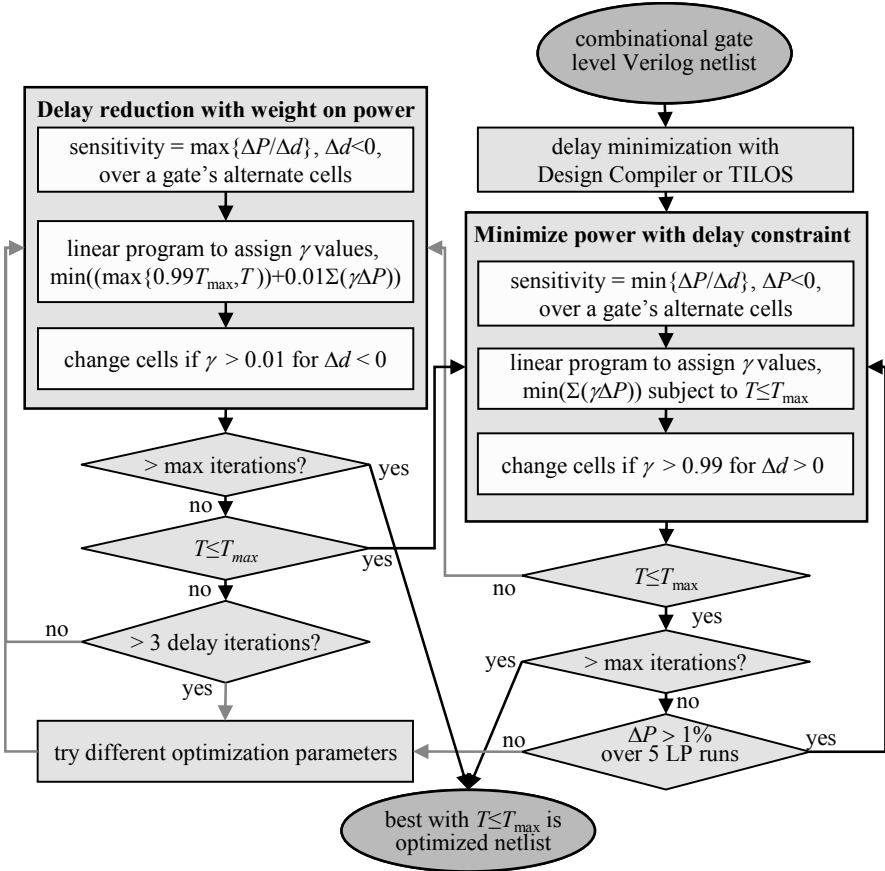 combinational gate
level Verilog netlist
delay minimization with
Design Compiler or TILOS
Minimize power with delay constraint
sensitivity = min{ΔP/Δd}, ΔP<0,
over a gate's alternate cells
linear program to assign γ values,
min(Σ(γΔP)) subject to T≤Tmax
change cells if γ > 0.99 for Δd > 0
T≤Tmax
no
yes
> max iterations?
yes
no
ΔP > 1%
over 5 LP runs
no
yes
Delay reduction with weight on power
sensitivity = max{ΔP/Δd}, Δd<0,
over a gate's alternate cells
linear program to assign γ values,
min((max{0.99Tmax,T))+0.01Σ(γΔP))
change cells if γ > 0.01 for Δd < 0
> max iterations?
yes
no
T≤Tmax
yes
no
> 3 delay iterations?
no
yes
try different optimization parameters
best with T≤Tmax is
optimized netlist